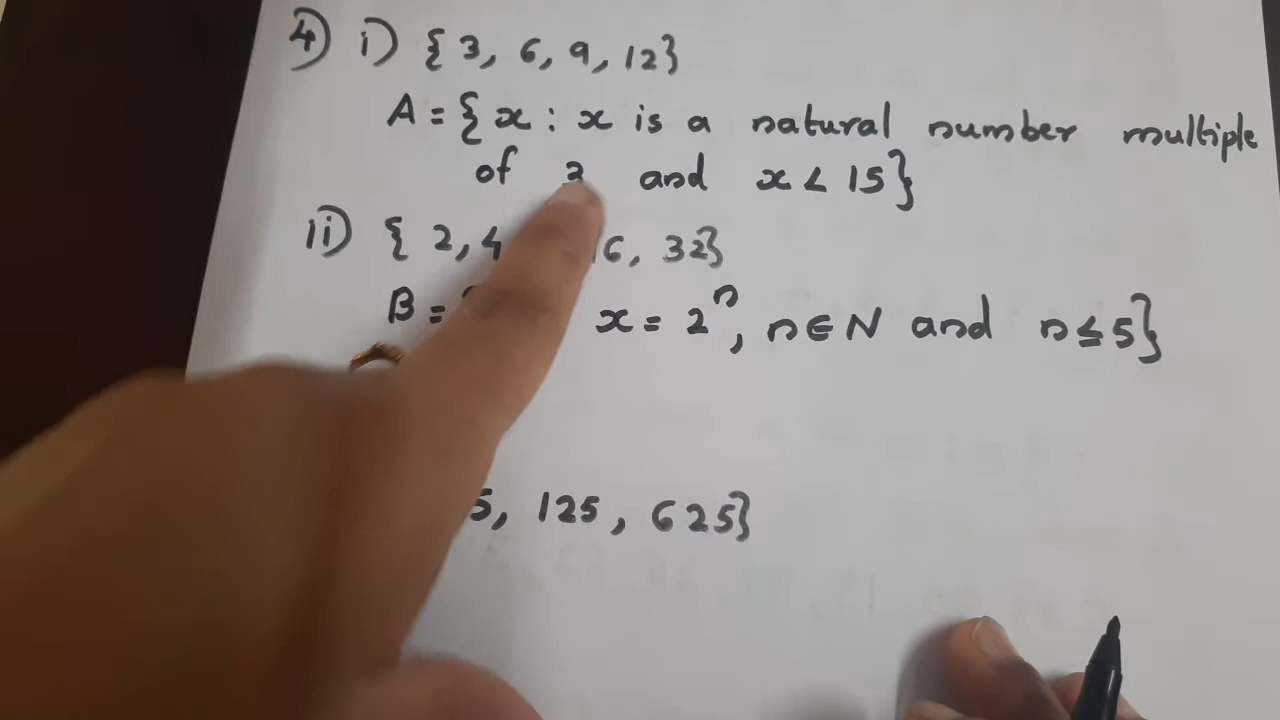 4) i) { 3, 6, 9, 12}
A = { x : x is a natural number multiple
of 3 and x < 15}
ii) { 2, 4 6, 32}
B = x = 2ⁿ, n ∈ N and n ≤ 5}
5, 125, 625}